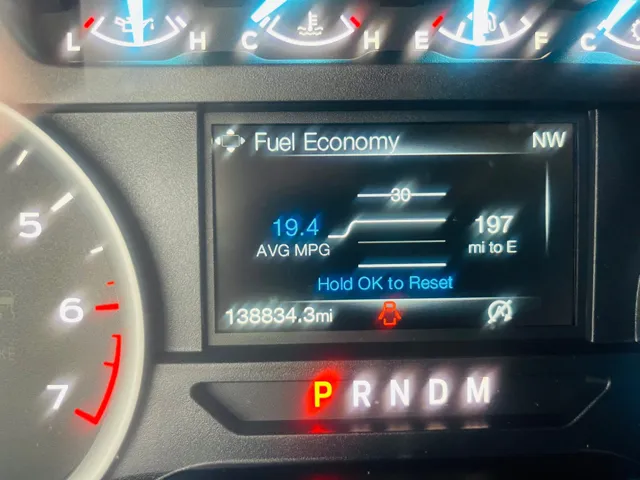 L H C H E F C
Fuel Economy NW
30
19.4 197
AVG MPG mi to E
Hold OK to Reset
138834.3mi
5
6
7
P R N D M